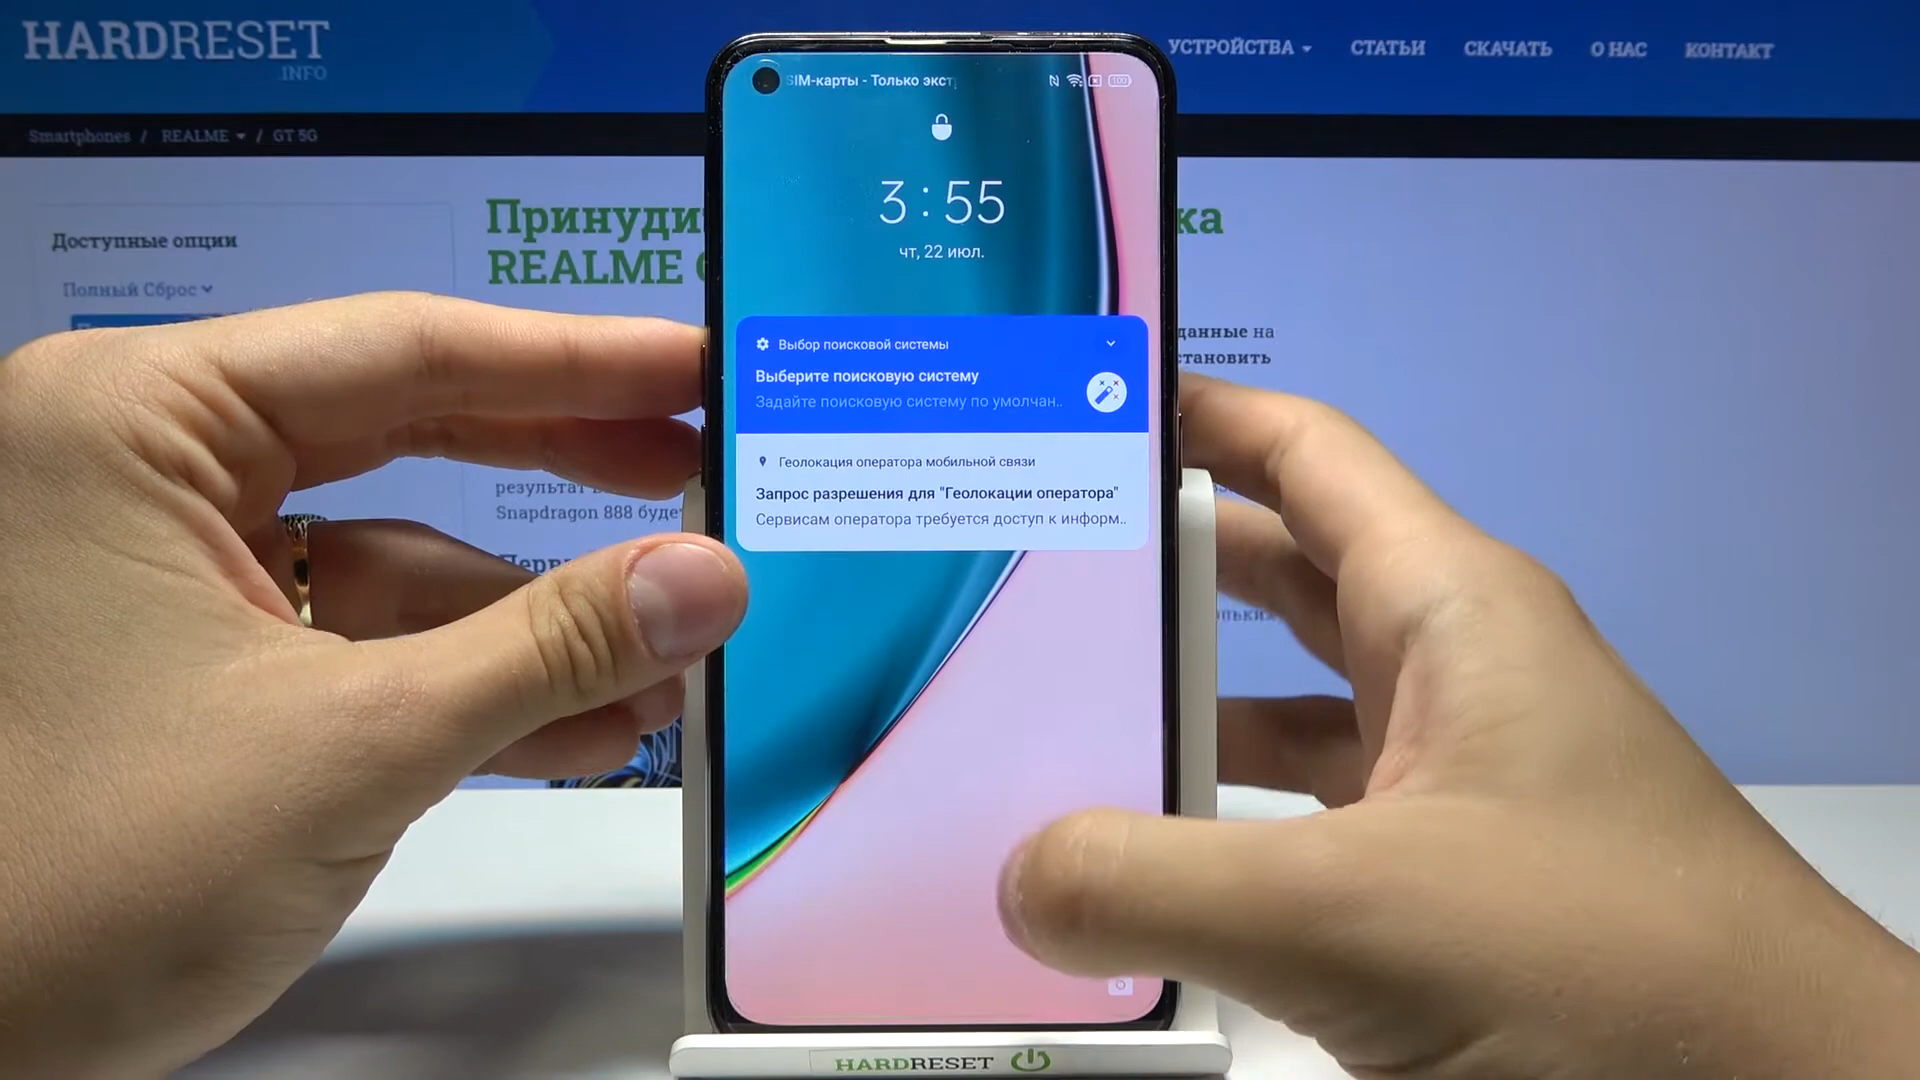 HARDRESET
.INFO
УСТРОЙСТВА
СТАТЬИ
СКАЧАТЬ
О НАС
КОНТАКТ
Smartphones / REALME / GT 5G
Доступные опции
Полный Сброс
Принуди
ка
REALME
данные на
становить
результат
Snapdragon 888 буде
SIM-карты - Только экст
100
3:55
чт, 22 июл.
Выбор поисковой системы
Выберите поисковую систему
Задайте поисковую систему по умолчан..
Геолокация оператора мобильной связи
Запрос разрешения для "Геолокации оператора"
Сервисам оператора требуется доступ к информ..
HARDRESET